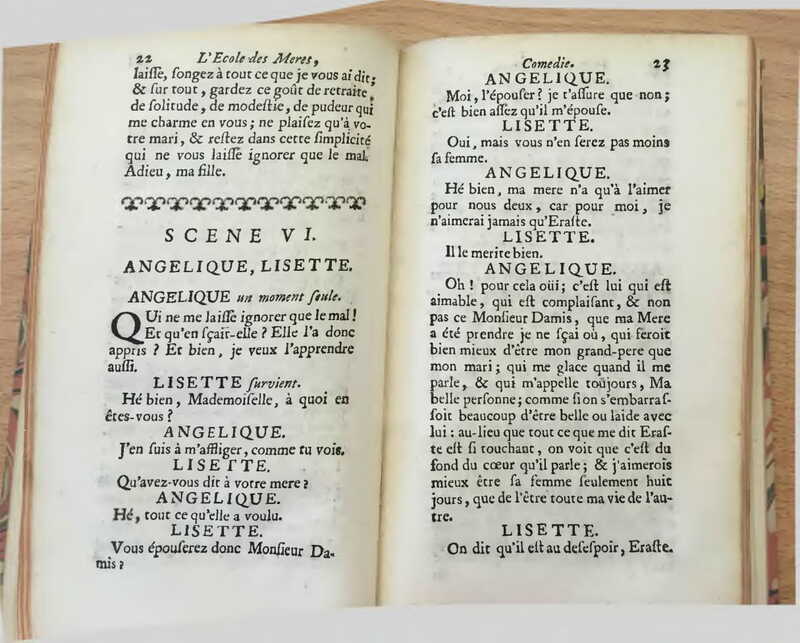 22 L'Ecole des Meres,
laiſſe, ſongez à tout ce que je vous ai dit;
& ſur tout, gardez ce goût de retraite,
de ſolitude, de modeſtie, de pudeur qui
me charme en vous; ne plaiſez qu'à vo-
tre mari, & reſtez dans cette ſimplicité
qui ne vous laiſſe ignorer que le mal.
Adieu, ma fille.
SCENE VI.
ANGELIQUE, LISETTE.
ANGELIQUE un moment ſeule.
QUi ne me laiſſe ignorer que le mal!
Et qu'en ſçait-elle? Elle l'a donc
appris? Et bien, je veux l'apprendre
auſſi.
LISETTE ſurvient.
Hé bien, Mademoiſelle, à quoi en
êtes-vous?
ANGELIQUE.
J'en ſuis à m'affliger, comme tu vois.
LISETTE.
Qu'avez-vous dit à votre mere?
ANGELIQUE.
Hé, tout ce qu'elle a voulu.
LISETTE.
Vous épouſerez donc Monſieur Da-
mis?
Comedie. 23
ANGELIQUE.
Moi, l'épouſer? je t'aſſure que non;
c'eſt bien aſſez qu'il m'épouſe.
LISETTE.
Oui, mais vous n'en ſerez pas moins
ſa femme.
ANGELIQUE.
Hé bien, ma mere n'a qu'à l'aimer
pour nous deux, car pour moi, je
n'aimerai jamais qu'Eraſte.
LISETTE.
Il le merite bien.
ANGELIQUE.
Oh! pour cela oüi; c'eſt lui qui eſt
aimable, qui eſt complaiſant, & non
pas ce Monſieur Damis, que ma Mere
a été prendre je ne ſçai où, qui feroit
bien mieux d'être mon grand-pere que
mon mari; qui me glace quand il me
parle, & qui m'appelle toûjours, Ma
belle perſonne; comme ſi on s'embarraſ-
ſoit beaucoup d'être belle ou laide avec
lui: au-lieu que tout ce que me dit Eraſ-
te eſt ſi touchant, on voit que c'eſt du
fond du cœur qu'il parle; & j'aimerois
mieux être ſa femme ſeulement huit
jours, que de l'être toute ma vie de l'au-
tre.
LISETTE.
On dit qu'il eſt au deſeſpoir, Eraſte.